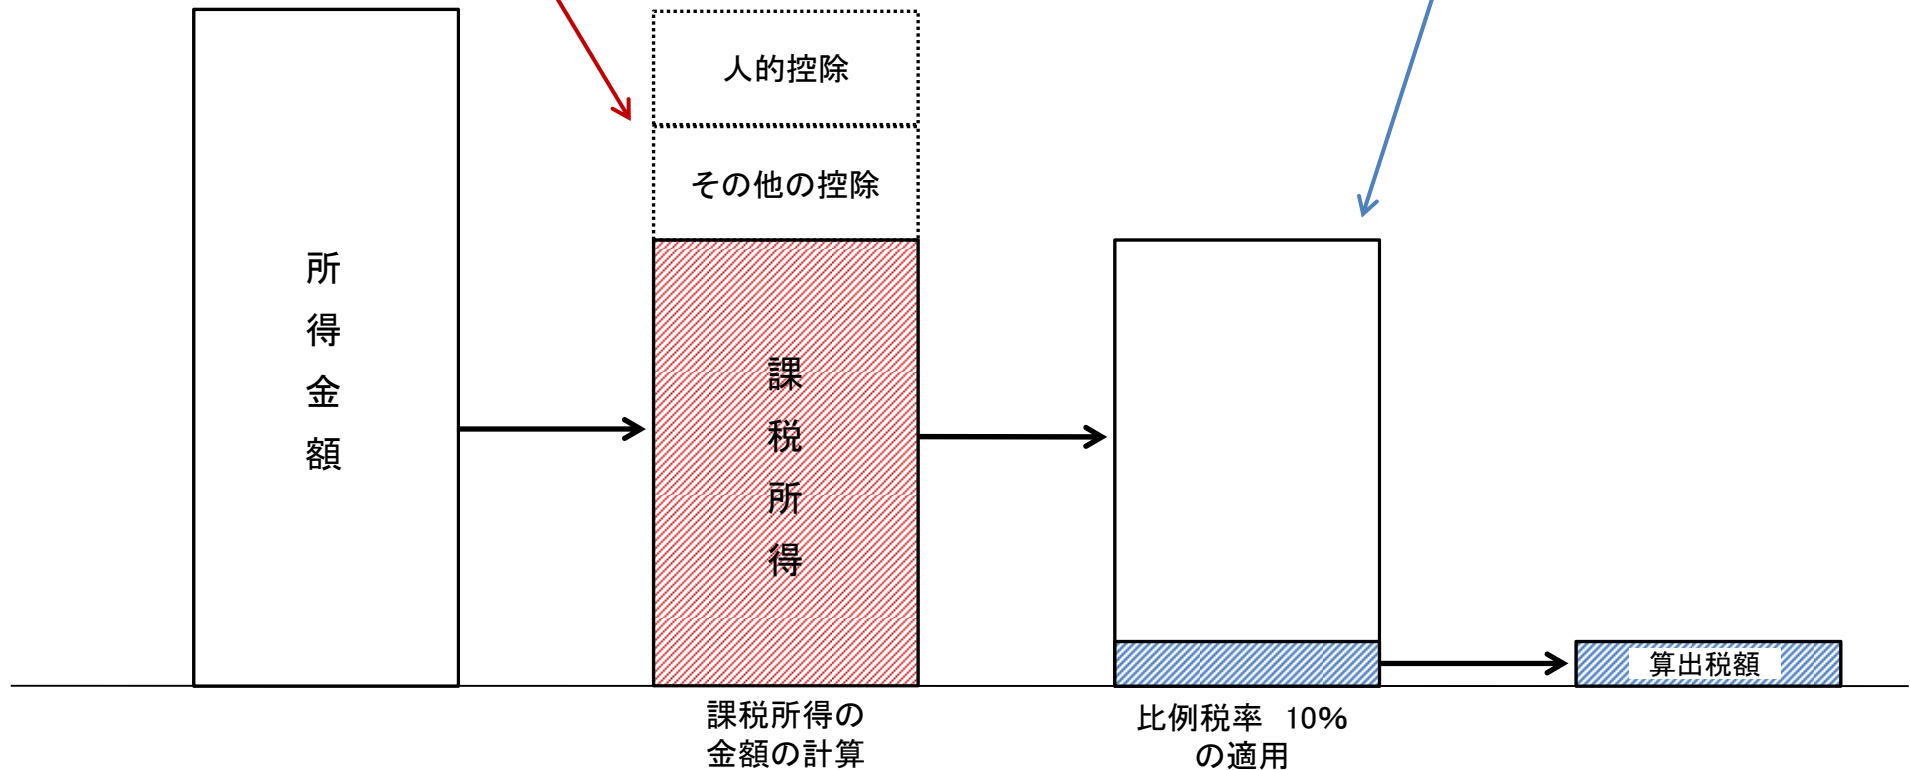 所得金額
人的控除
その他の控除
課税所得
課税所得の
金額の計算
比例税率 10%
の適用
算出税額